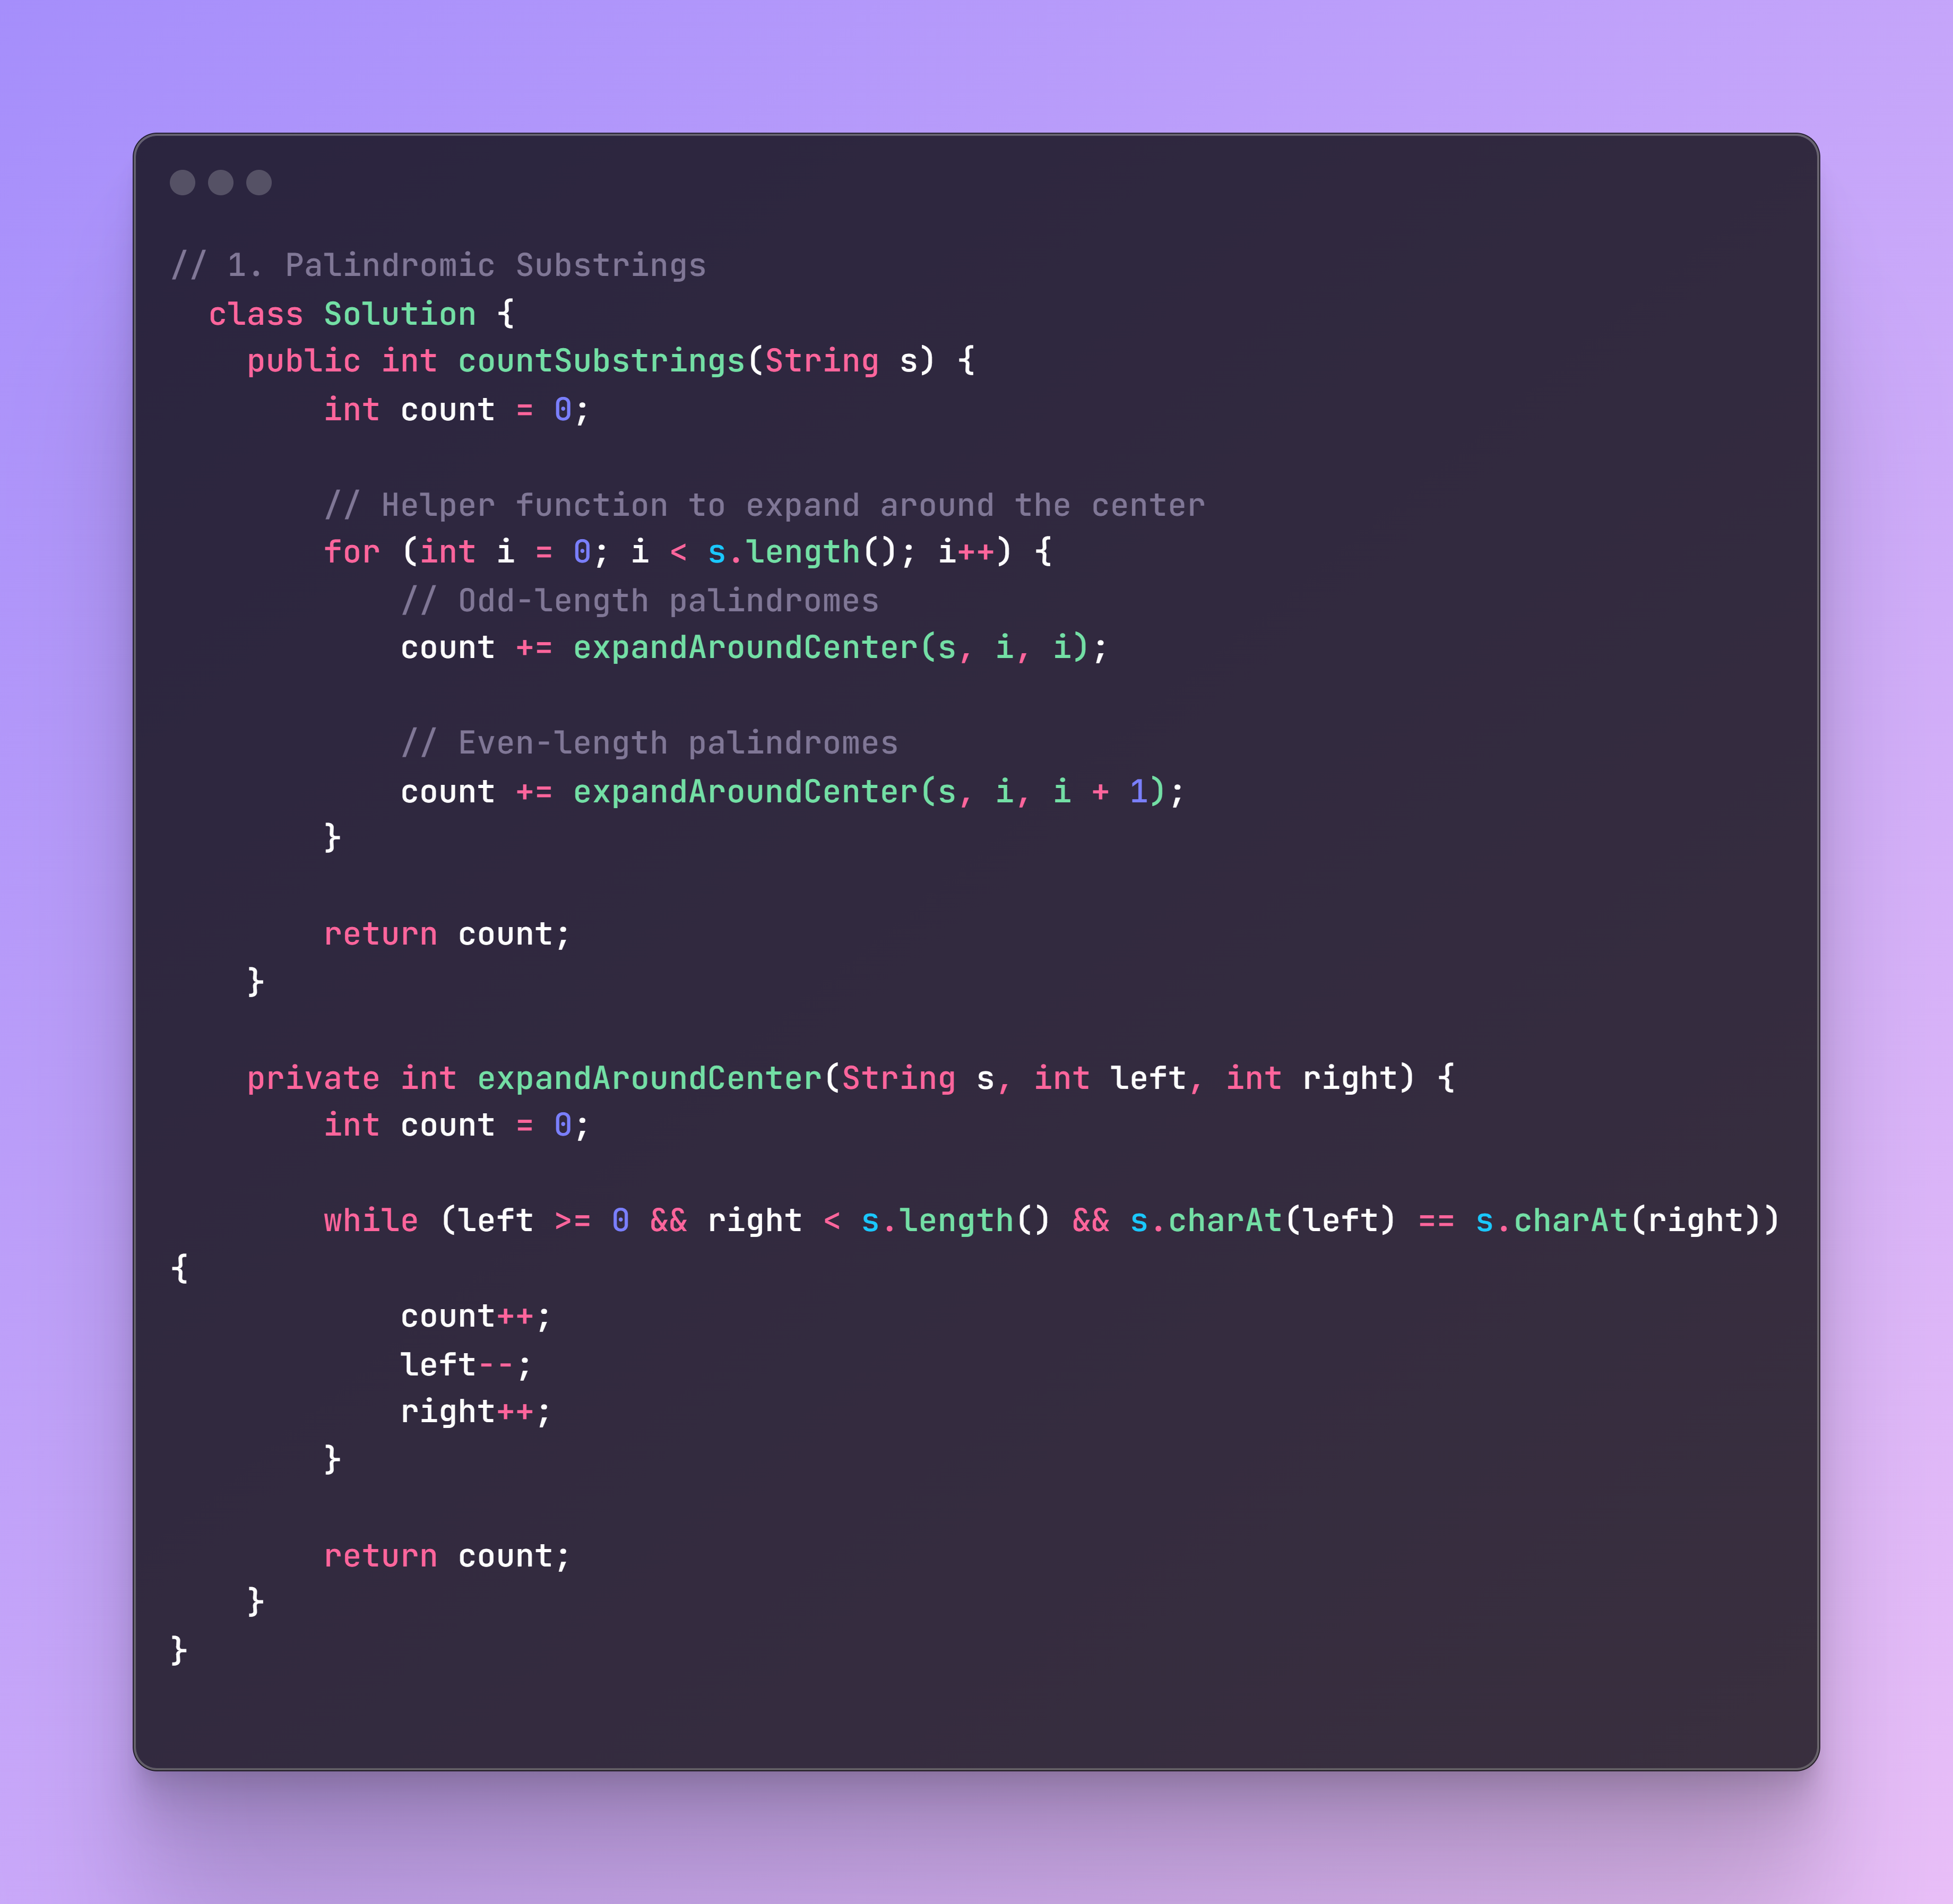 // 1. Palindromic Substrings
  class Solution {
    public int countSubstrings(String s) {
        int count = 0;

        // Helper function to expand around the center
        for (int i = 0; i < s.length(); i++) {
            // Odd-length palindromes
            count += expandAroundCenter(s, i, i);

            // Even-length palindromes
            count += expandAroundCenter(s, i, i + 1);
        }

        return count;
    }

    private int expandAroundCenter(String s, int left, int right) {
        int count = 0;

        while (left >= 0 && right < s.length() && s.charAt(left) == s.charAt(right))
{
            count++;
            left--;
            right++;
        }

        return count;
    }
}